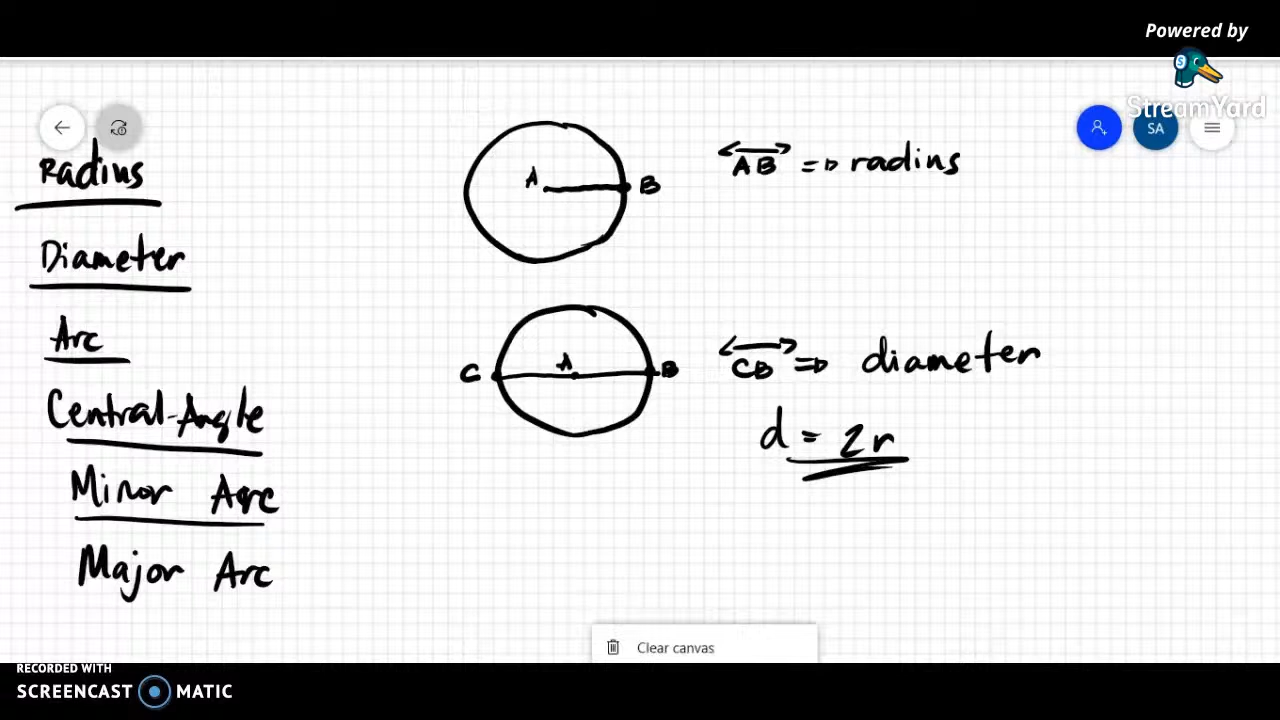 Powered by
StreamYard
SA
Radius
Diameter
Arc
Central-Angle
Minor Arc
Major Arc
A B
AB => radius
C A B
CB => diameter
d = 2r
Clear canvas
RECORDED WITH
SCREENCAST MATIC